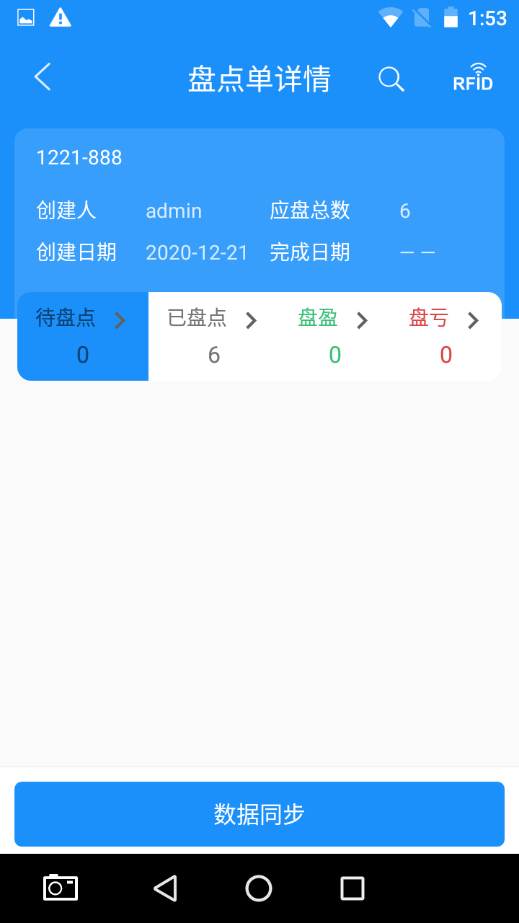 1:53
盘点单详情
RFID
1221-888
创建人 admin 应盘总数 6
创建日期 2020-12-21 完成日期 — —
待盘点 已盘点 盘盈 盘亏
0 6 0 0
数据同步